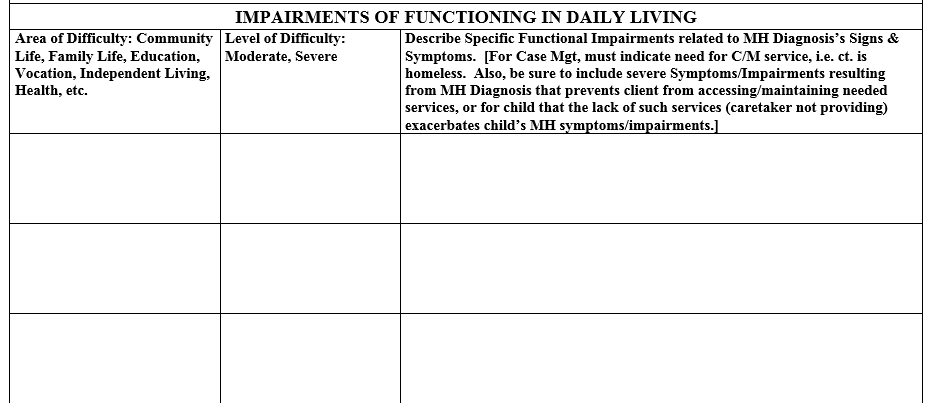 IMPAIRMENTS OF FUNCTIONING IN DAILY LIVING
Area of Difficulty: Community
Life, Family Life, Education,
Vocation, Independent Living,
Health, etc.
Level of Difficulty:
Moderate, Severe
Describe Specific Functional Impairments related to MH Diagnosis’s Signs &
Symptoms.  [For Case Mgt, must indicate need for C/M service, i.e. ct. is
homeless.  Also, be sure to include severe Symptoms/Impairments resulting
from MH Diagnosis that prevents client from accessing/maintaining needed
services, or for child that the lack of such services (caretaker not providing)
exacerbates child’s MH symptoms/impairments.]